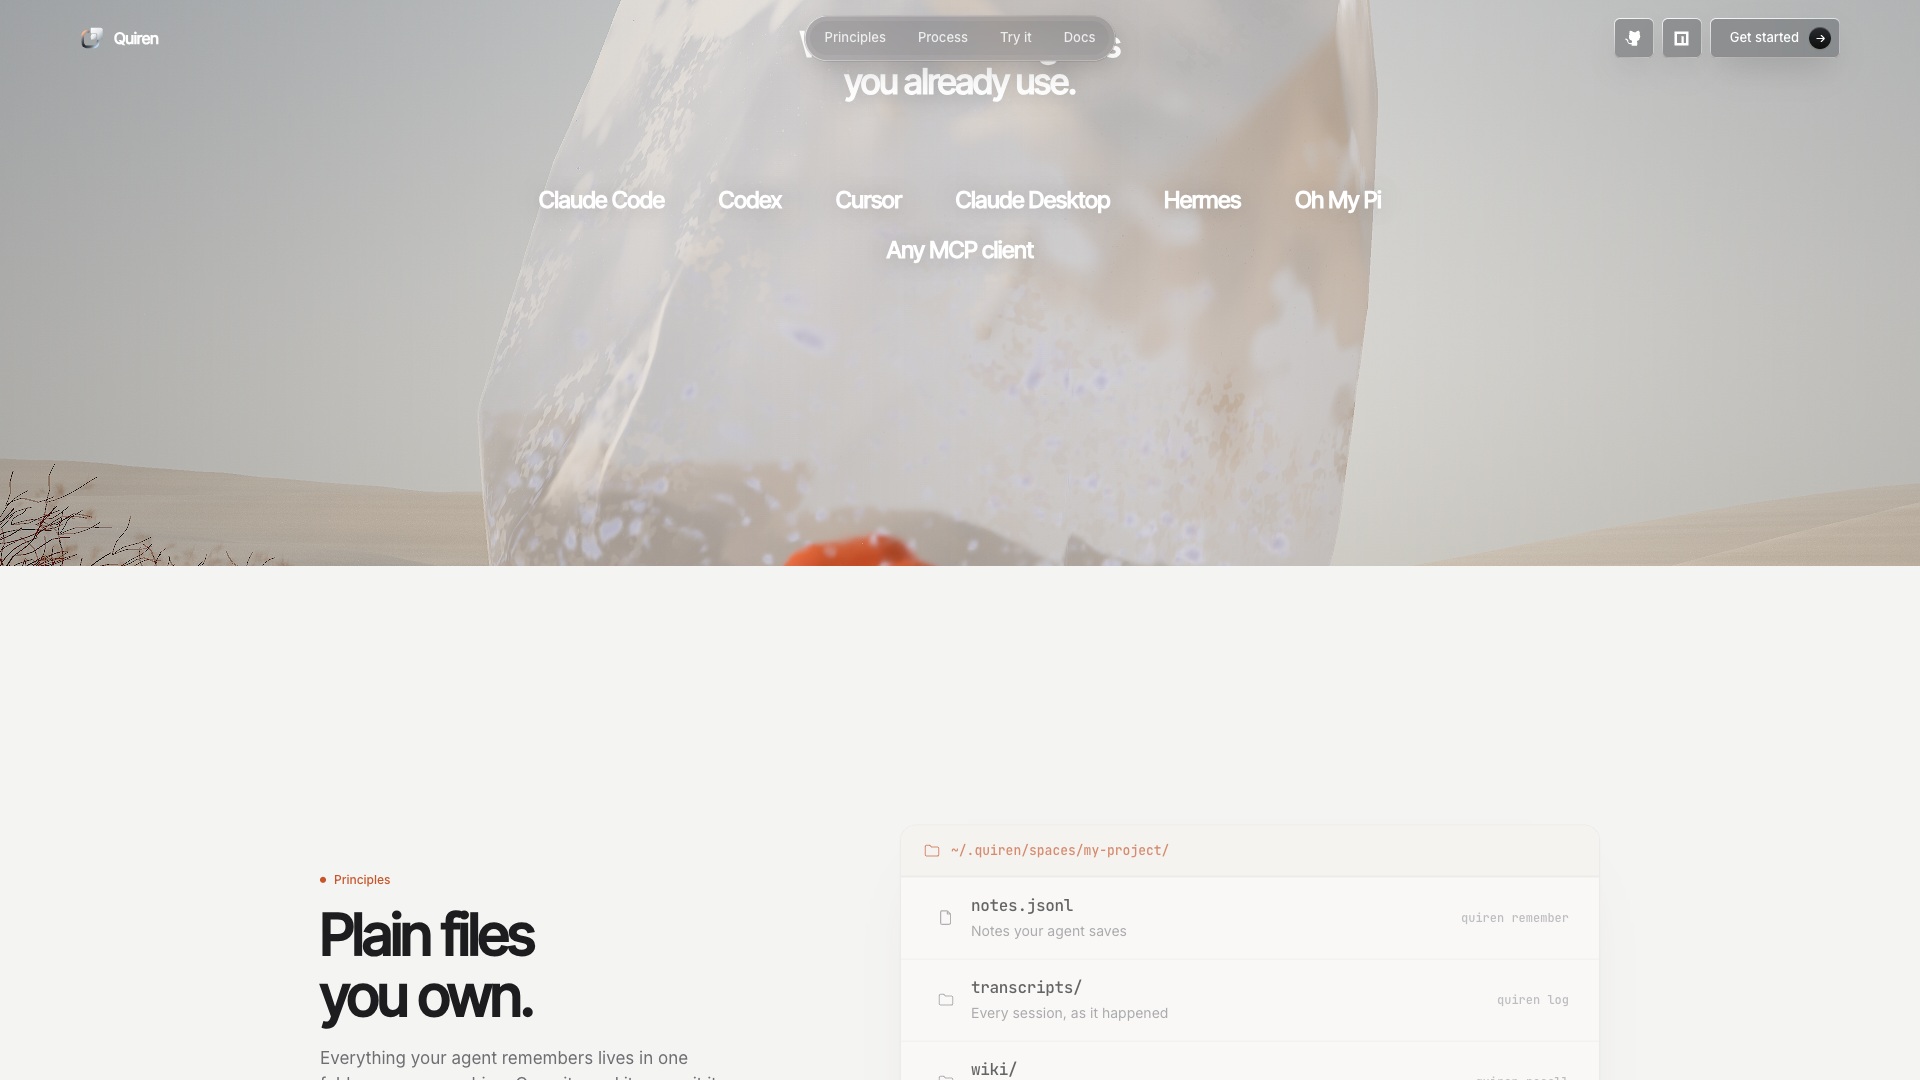 Quiren
Principles
Process
Try it
Docs
Get started
you already use.
Claude Code
Codex
Cursor
Claude Desktop
Hermes
Oh My Pi
Any MCP client
Principles
Plain files
you own.
Everything your agent remembers lives in one
~/.quiren/spaces/my-project/
notes.jsonl
Notes your agent saves
quiren remember
transcripts/
Every session, as it happened
quiren log
wiki/